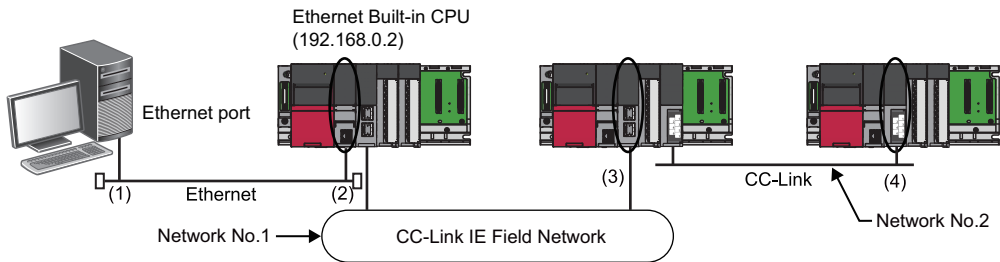 Ethernet Built-in CPU
(192.168.0.2)
Ethernet port
(1)
Ethernet
(2)
(3)
CC-Link
(4)
Network No.1
CC-Link IE Field Network
Network No.2